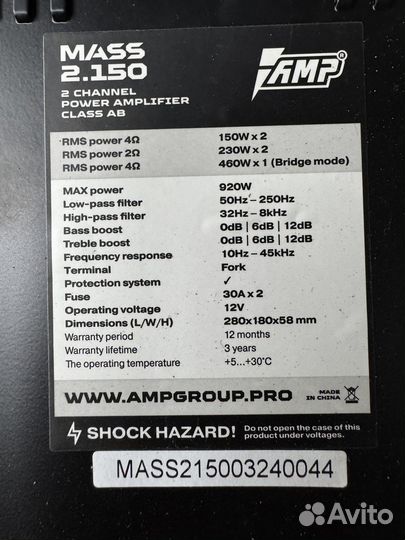 MASS
2.150
2 CHANNEL
POWER AMPLIFIER
CLASS AB
AMP®
RMS power 4Ω 150W x 2
RMS power 2Ω 230W x 2
RMS power 4Ω 460W x 1 (Bridge mode)
MAX power 920W
Low-pass filter 50Hz – 250Hz
High-pass filter 32Hz – 8kHz
Bass boost 0dB | 6dB | 12dB
Treble boost 0dB | 6dB | 12dB
Frequency response 10Hz – 45kHz
Terminal Fork
Protection system ✓
Fuse 30A x 2
Operating voltage 12V
Dimensions (L/W/H) 280x180x58 mm
Warranty period 12 months
Warranty lifetime 3 years
The operating temperature +5...+30°C
WWW.AMPGROUP.PRO
MADE
IN CHINA
SHOCK HAZARD!
Do not open the case of this
product under voltages.
MASS215003240044
Avito